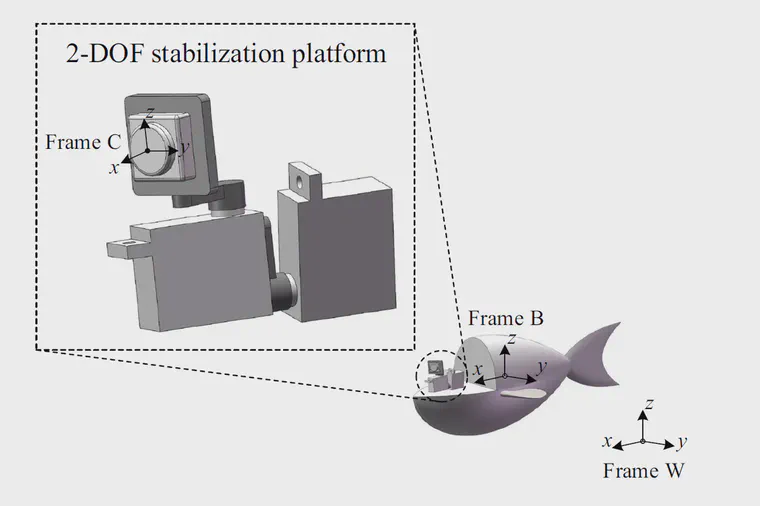 2-DOF stabilization platform
z
Frame C
y
x
Frame B
z
x
y
z
x
y
Frame W